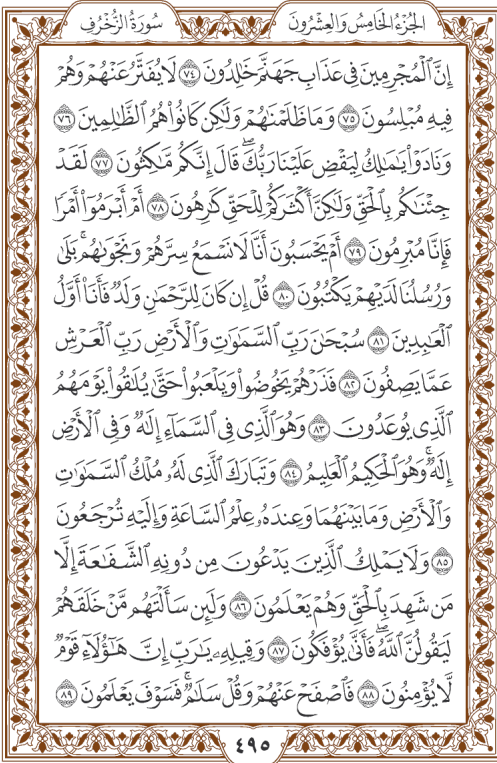 الجُزْءُ الخَامِسُ وَالعِشْرُونَ سُورَةُ الزُّخْرُفِ
إِنَّ ٱلْمُجْرِمِينَ فِى عَذَابِ جَهَنَّمَ خَٰلِدُونَ ٧٤ لَا يُفَتَّرُ عَنْهُمْ وَهُمْ
فِيهِ مُبْلِسُونَ ٧٥ وَمَا ظَلَمْنَٰهُمْ وَلَٰكِن كَانُوا۟ هُمُ ٱلظَّٰلِمِينَ ٧٦
وَنَادَوْا۟ يَٰمَٰلِكُ لِيَقْضِ عَلَيْنَا رَبُّكَ ۖ قَالَ إِنَّكُم مَّٰكِثُونَ ٧٧ لَقَدْ
جِئْنَٰكُم بِٱلْحَقِّ وَلَٰكِنَّ أَكْثَرَكُمْ لِلْحَقِّ كَٰرِهُونَ ٧٨ أَمْ أَبْرَمُوٓا۟ أَمْرًا
فَإِنَّا مُبْرِمُونَ ٧٩ أَمْ يَحْسَبُونَ أَنَّا لَا نَسْمَعُ سِرَّهُمْ وَنَجْوَىٰهُم ۚ بَلَىٰ
وَرُسُلُنَا لَدَيْهِمْ يَكْتُبُونَ ٨٠ قُلْ إِن كَانَ لِلرَّحْمَٰنِ وَلَدٌ فَأَنَا۠ أَوَّلُ
ٱلْعَٰبِدِينَ ٨١ سُبْحَٰنَ رَبِّ ٱلسَّمَٰوَٰتِ وَٱلْأَرْضِ رَبِّ ٱلْعَرْشِ
عَمَّا يَصِفُونَ ٨٢ فَذَرْهُمْ يَخُوضُوا۟ وَيَلْعَبُوا۟ حَتَّىٰ يُلَٰقُوا۟ يَوْمَهُمُ
ٱلَّذِى يُوعَدُونَ ٨٣ وَهُوَ ٱلَّذِى فِى ٱلسَّمَآءِ إِلَٰهٌ وَفِى ٱلْأَرْضِ
إِلَٰهٌ ۚ وَهُوَ ٱلْحَكِيمُ ٱلْعَلِيمُ ٨٤ وَتَبَارَكَ ٱلَّذِى لَهُۥ مُلْكُ ٱلسَّمَٰوَٰتِ
وَٱلْأَرْضِ وَمَا بَيْنَهُمَا وَعِندَهُۥ عِلْمُ ٱلسَّاعَةِ وَإِلَيْهِ تُرْجَعُونَ
٨٥ وَلَا يَمْلِكُ ٱلَّذِينَ يَدْعُونَ مِن دُونِهِ ٱلشَّفَٰعَةَ إِلَّا
مَن شَهِدَ بِٱلْحَقِّ وَهُمْ يَعْلَمُونَ ٨٦ وَلَئِن سَأَلْتَهُم مَّنْ خَلَقَهُمْ
لَيَقُولُنَّ ٱللَّهُ ۖ فَأَنَّىٰ يُؤْفَكُونَ ٨٧ وَقِيلِهِۦ يَٰرَبِّ إِنَّ هَٰٓؤُلَآءِ قَوْمٌ
لَّا يُؤْمِنُونَ ٨٨ فَٱصْفَحْ عَنْهُمْ وَقُلْ سَلَٰمٌ ۚ فَسَوْفَ يَعْلَمُونَ ٨٩
٤٩٥